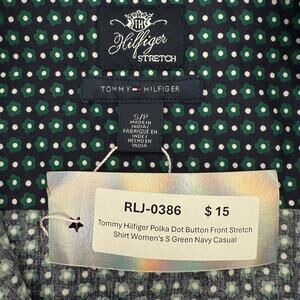 TH
Hilfiger
STRETCH
TOMMY HILFIGER
S/P
MADE IN
INDIA/
FABRIQUÉ EN
INDE/
HECHO EN
INDIA
RLJ-0386 $ 15
Tommy Hilfiger Polka Dot Button Front Stretch
Shirt Women's S Green Navy Casual